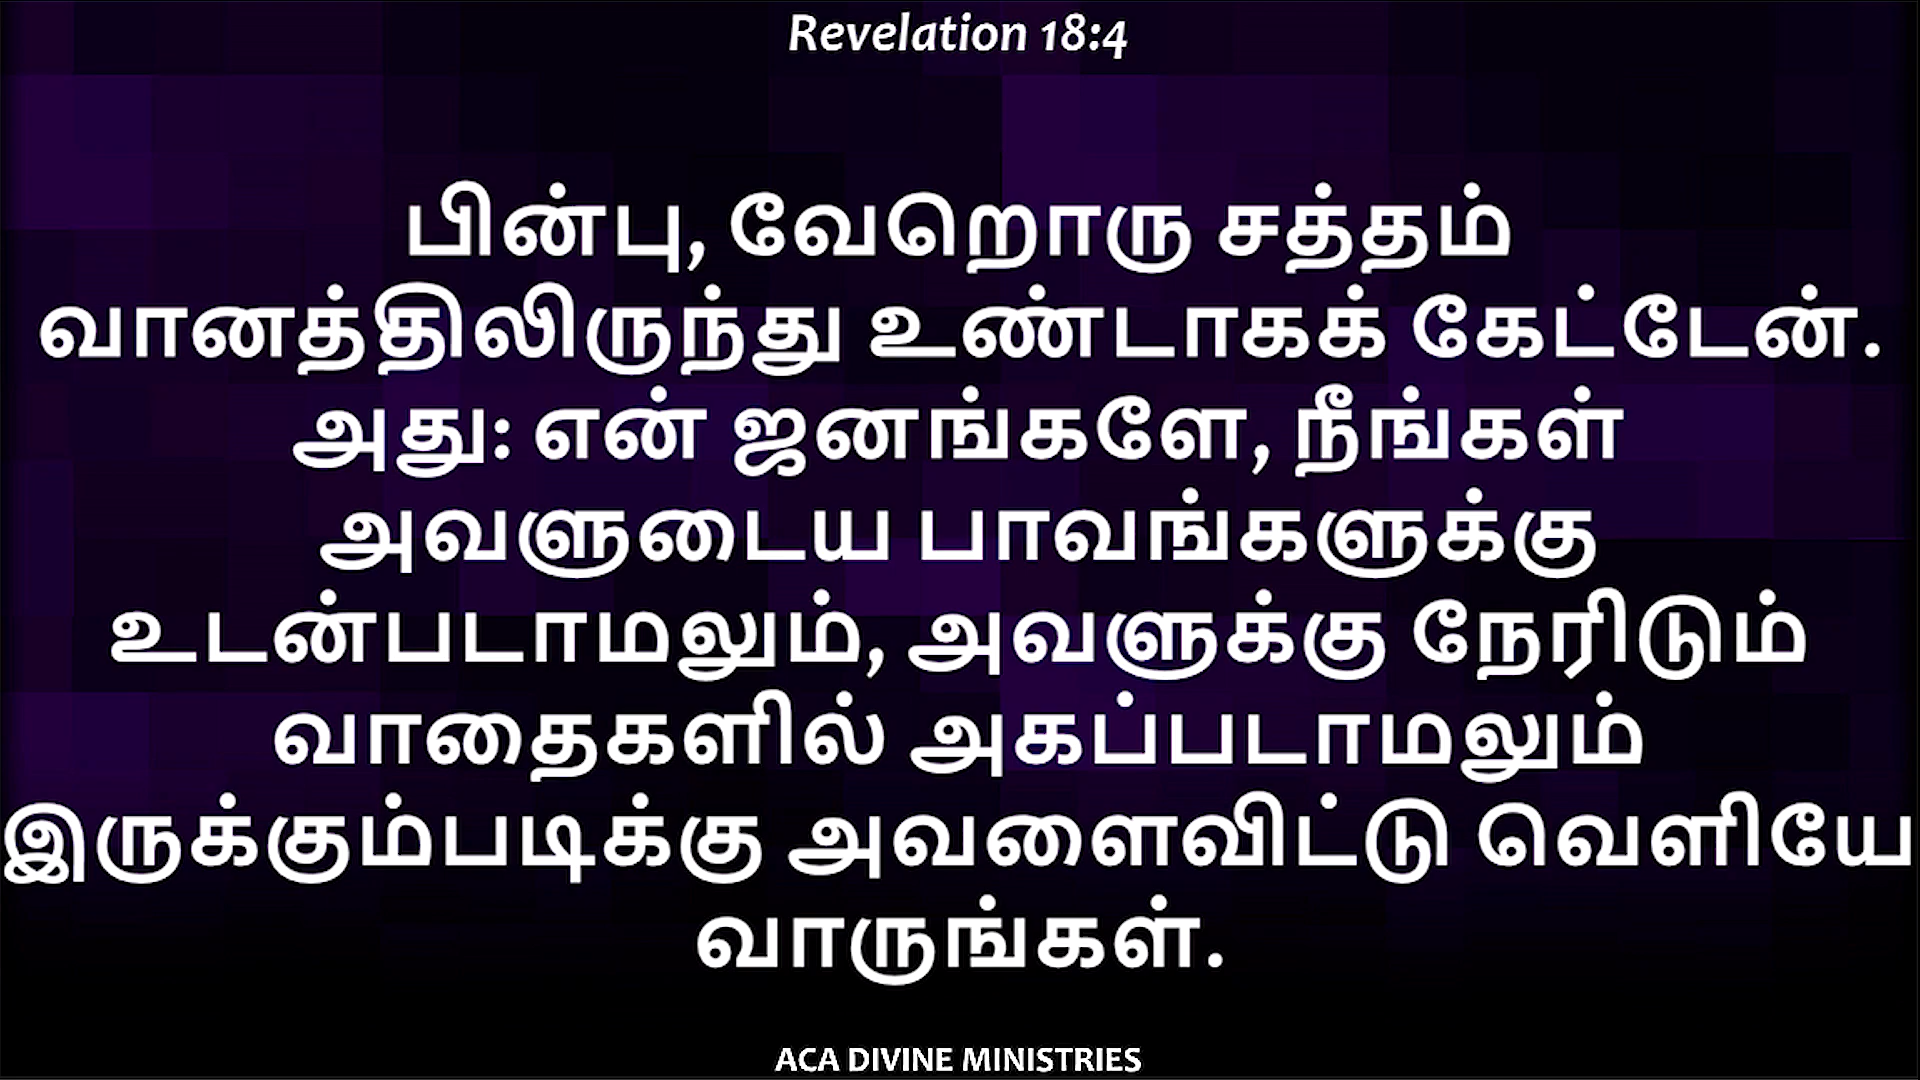 Revelation 18:4
பின்பு, வேறொரு சத்தம்
வானத்திலிருந்து உண்டாகக் கேட்டேன்.
அது: என் ஜனங்களே, நீங்கள்
அவளுடைய பாவங்களுக்கு
உடன்படாமலும், அவளுக்கு நேரிடும்
வாதைகளில் அகப்படாமலும்
இருக்கும்படிக்கு அவளைவிட்டு வெளியே
வாருங்கள்.
ACA DIVINE MINISTRIES